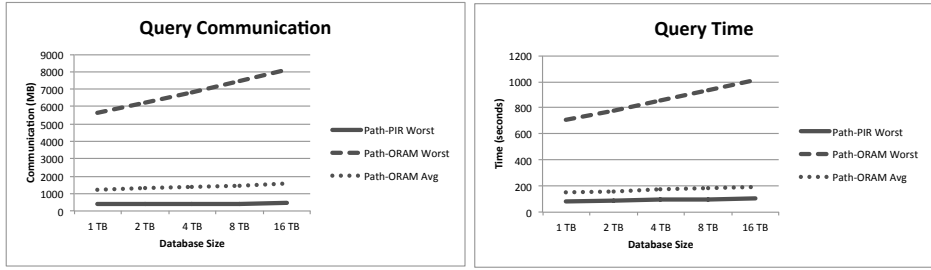 Query Communication
9000
8000
7000
6000
5000
4000
3000
2000
1000
0
Communication (MB)
1 TB 2 TB 4 TB 8 TB 16 TB
Database Size
Path-PIR Worst
Path-ORAM Worst
Path-ORAM Avg
Query Time
1200
1000
800
600
400
200
0
Time (seconds)
1 TB 2 TB 4 TB 8 TB 16 TB
Database Size
Path-PIR Worst
Path-ORAM Worst
Path-ORAM Avg